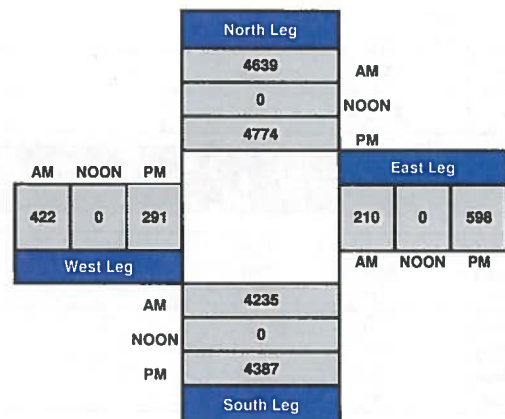 North Leg
4639 AM
0 NOON
4774 PM
AM NOON PM
East Leg
422 0 291
210 0 598
West Leg
AM NOON PM
AM 4235
NOON 0
PM 4387
South Leg